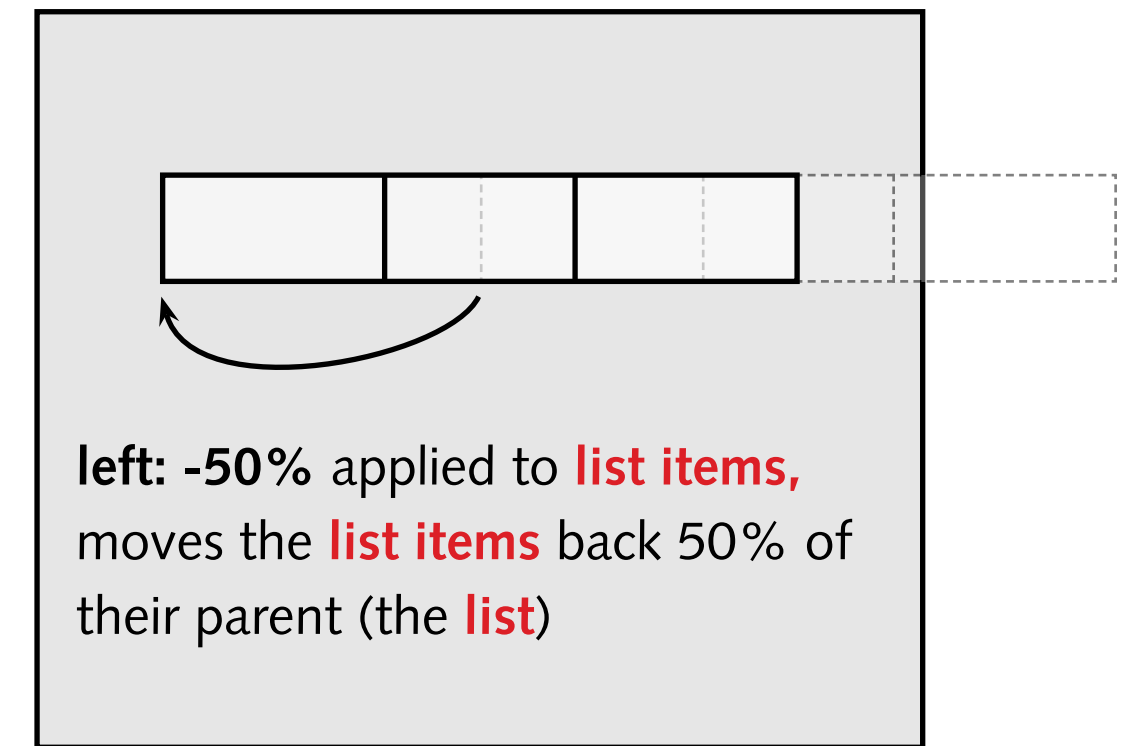 left: -50% applied to list items,
moves the list items back 50% of
their parent (the list)